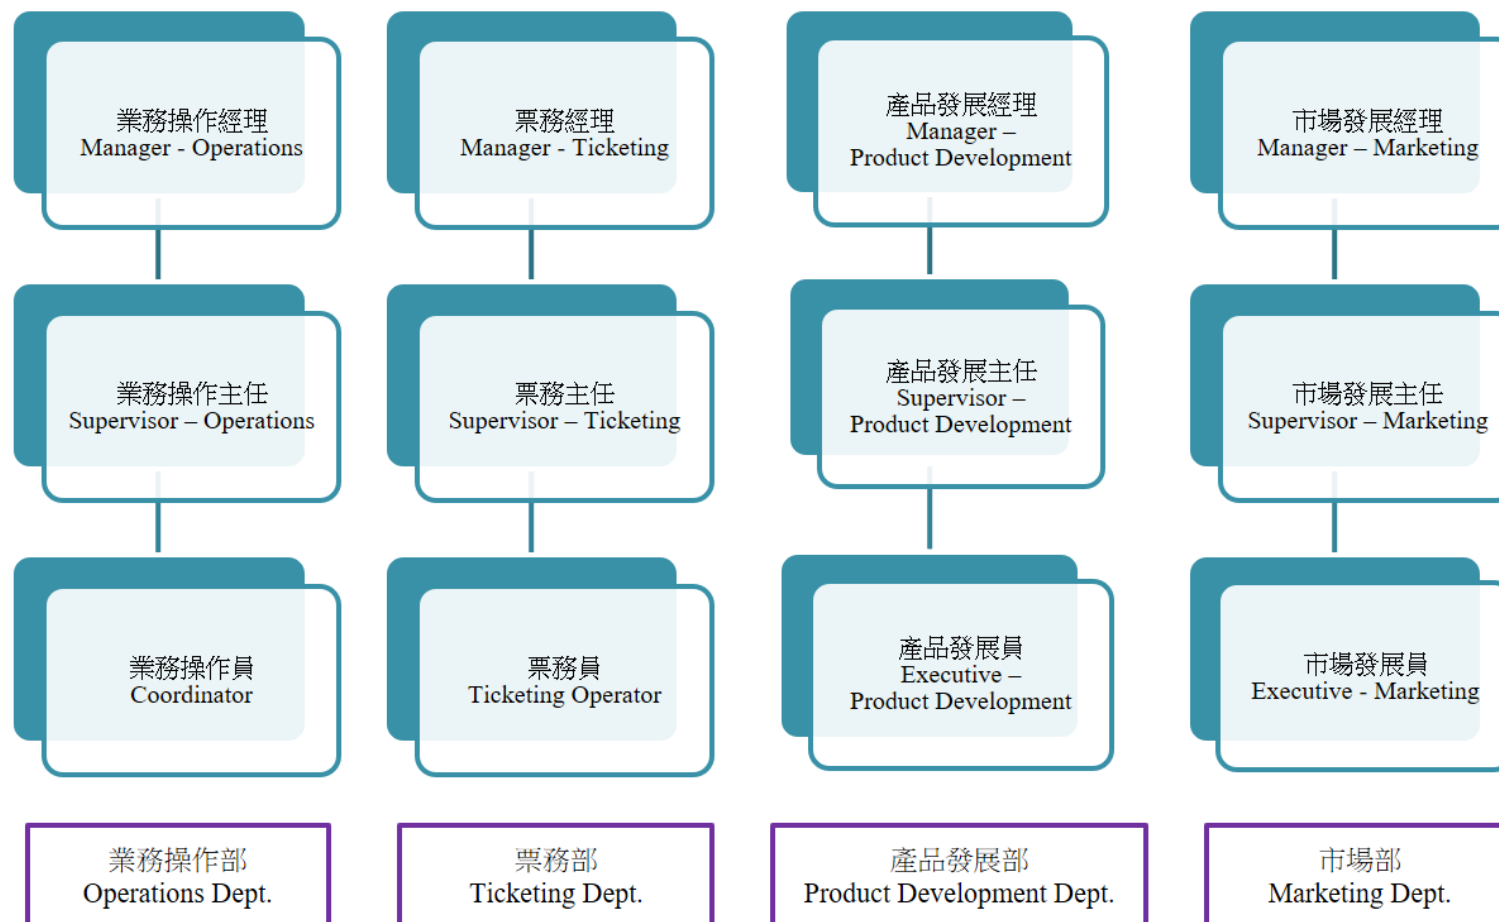 業務操作經理
Manager - Operations
票務經理
Manager - Ticketing
產品發展經理
Manager –
Product Development
市場發展經理
Manager – Marketing
業務操作主任
Supervisor – Operations
票務主任
Supervisor – Ticketing
產品發展主任
Supervisor –
Product Development
市場發展主任
Supervisor – Marketing
業務操作員
Coordinator
票務員
Ticketing Operator
產品發展員
Executive –
Product Development
市場發展員
Executive - Marketing
業務操作部
Operations Dept.
票務部
Ticketing Dept.
產品發展部
Product Development Dept.
市場部
Marketing Dept.